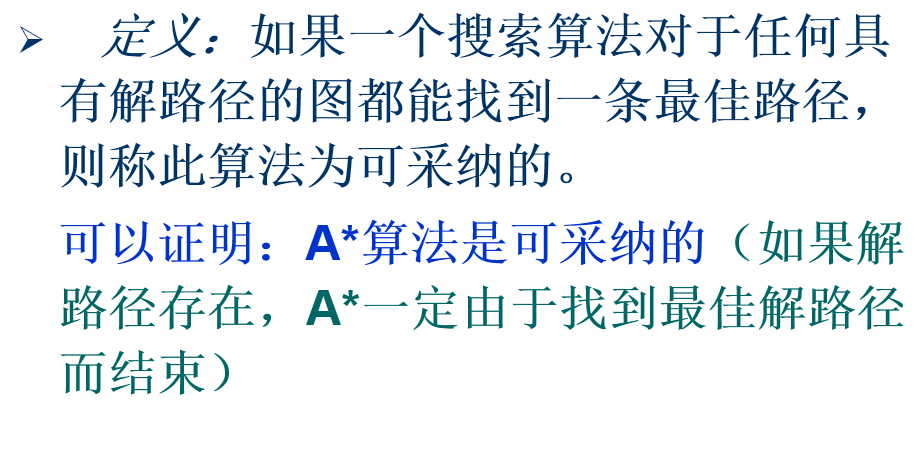 ➢ 定义：如果一个搜索算法对于任何具
有解路径的图都能找到一条最佳路径，
则称此算法为可采纳的。
可以证明：A*算法是可采纳的（如果解
路径存在，A*一定由于找到最佳解路径
而结束）